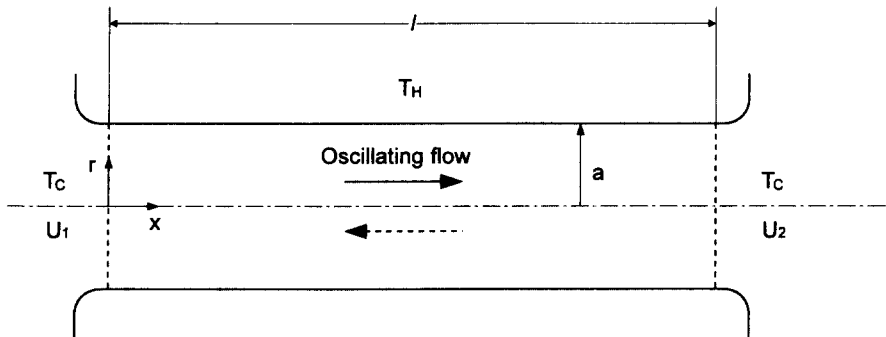 l
T_H
Oscillating flow
r
a
T_C
T_C
x
U_1
U_2